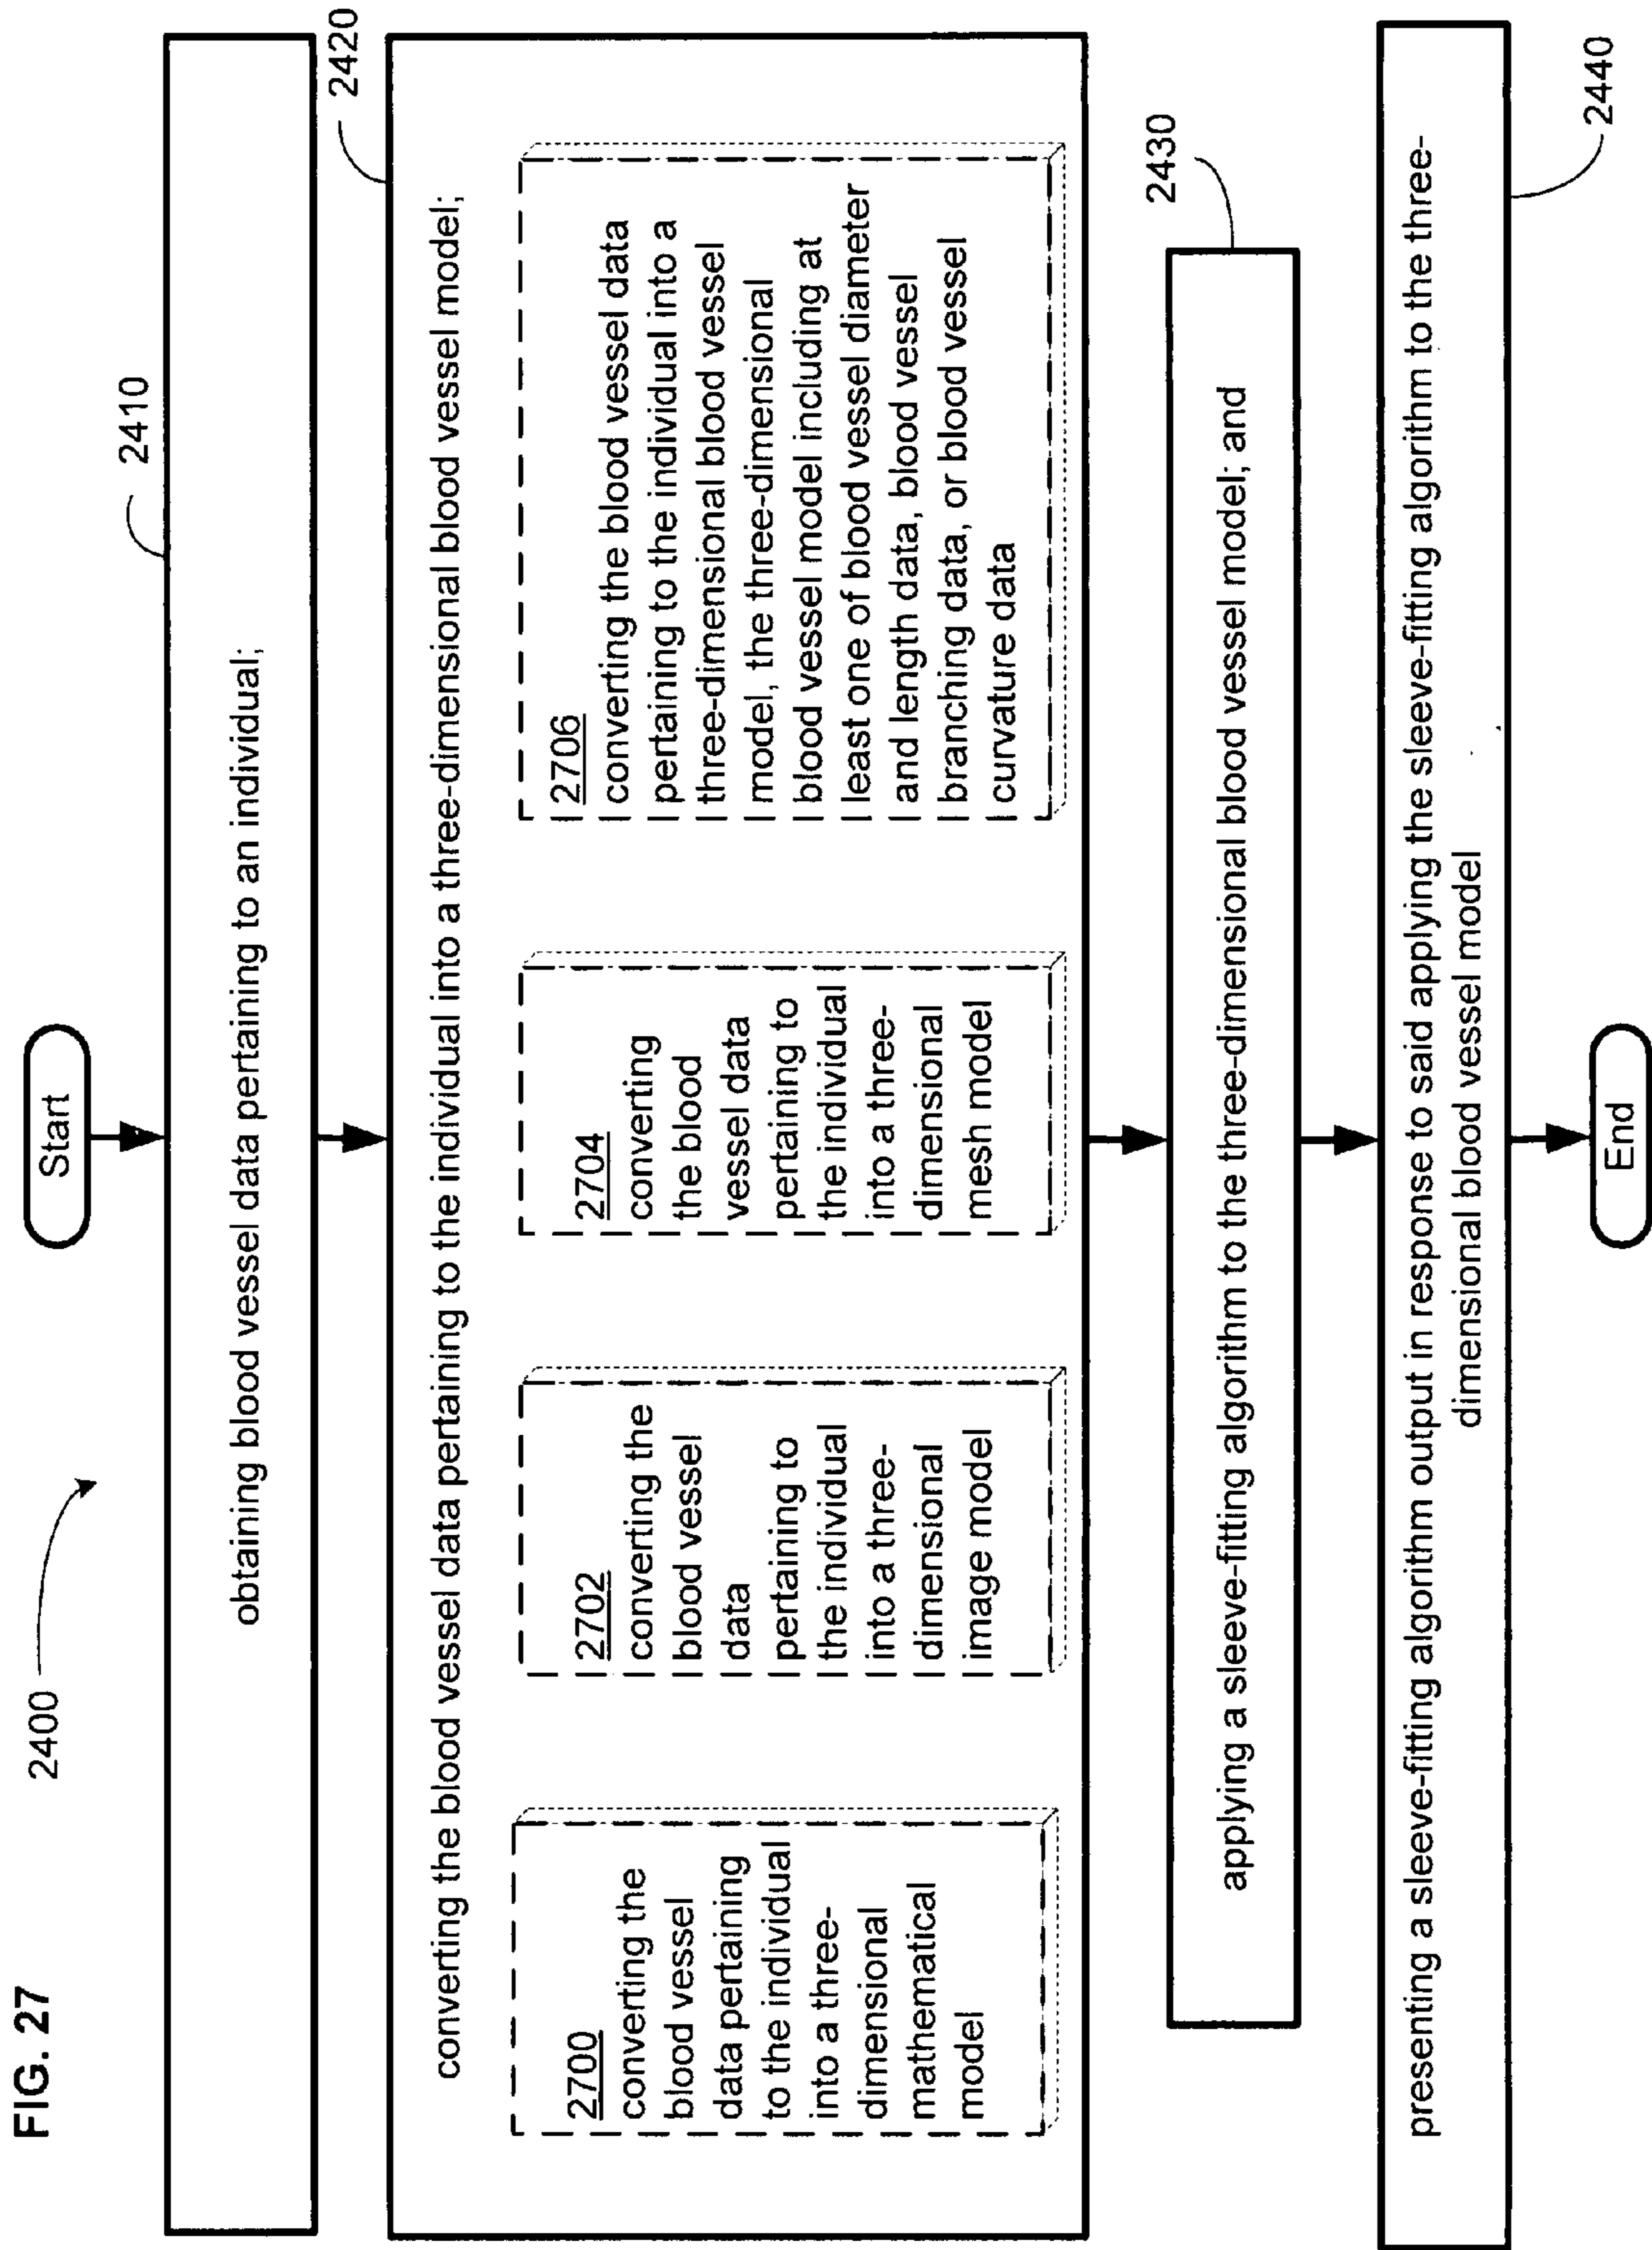 FIG. 27
2400
Start
2410
obtaining blood vessel data pertaining to an individual;
2420
converting the blood vessel data pertaining to the individual into a three-dimensional blood vessel model;
2700
converting the
blood vessel
data pertaining
to the individual
into a three-
dimensional
mathematical
model
2702
converting the
blood vessel
data
pertaining to
the individual
into a three-
dimensional
image model
2704
converting
the blood
vessel data
pertaining to
the individual
into a three-
dimensional
mesh model
2706
converting the blood vessel data
pertaining to the individual into a
three-dimensional blood vessel
model, the three-dimensional
blood vessel model including at
least one of blood vessel diameter
and length data, blood vessel
branching data, or blood vessel
curvature data
2430
applying a sleeve-fitting algorithm to the three-dimensional blood vessel model; and
presenting a sleeve-fitting algorithm output in response to said applying the sleeve-fitting algorithm to the three-
dimensional blood vessel model
2440
End